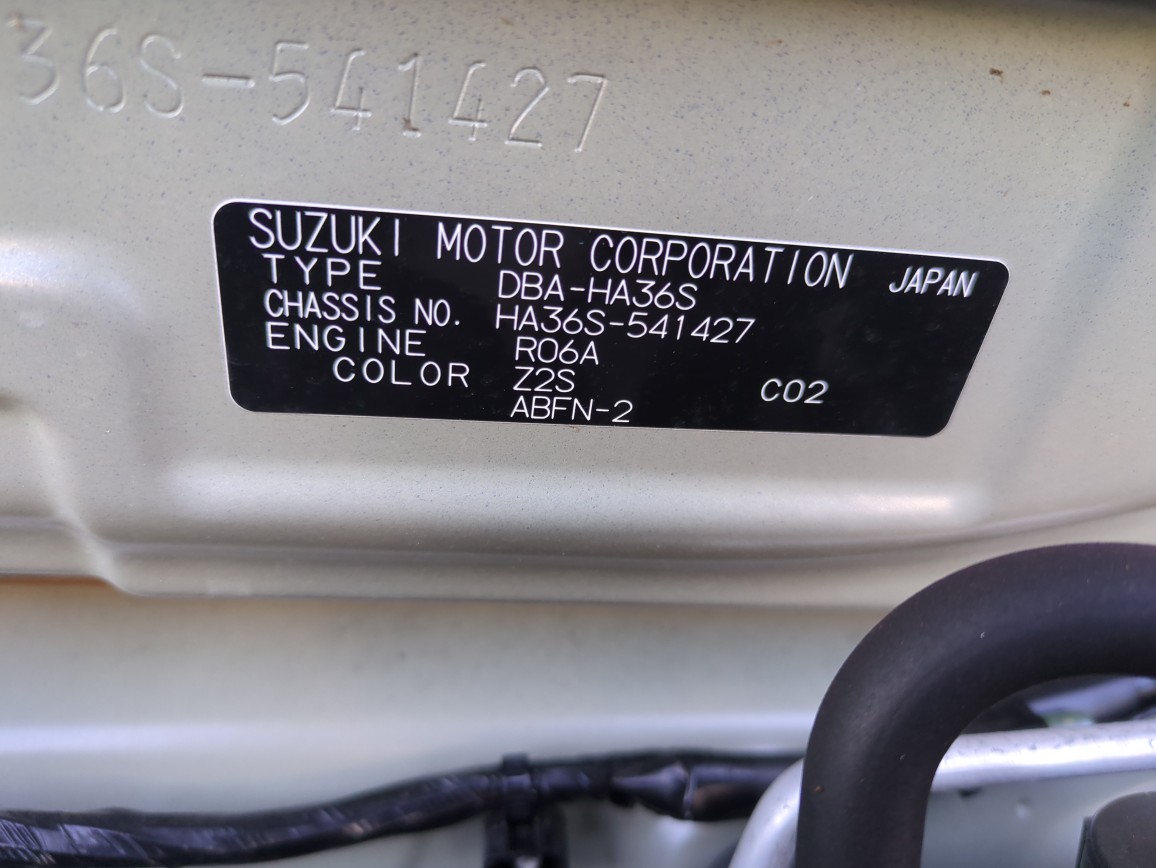 36S-541427
SUZUKI MOTOR CORPORATION JAPAN
TYPE DBA-HA36S
CHASSIS NO. HA36S-541427
ENGINE R06A
COLOR Z2S C02
ABFN-2